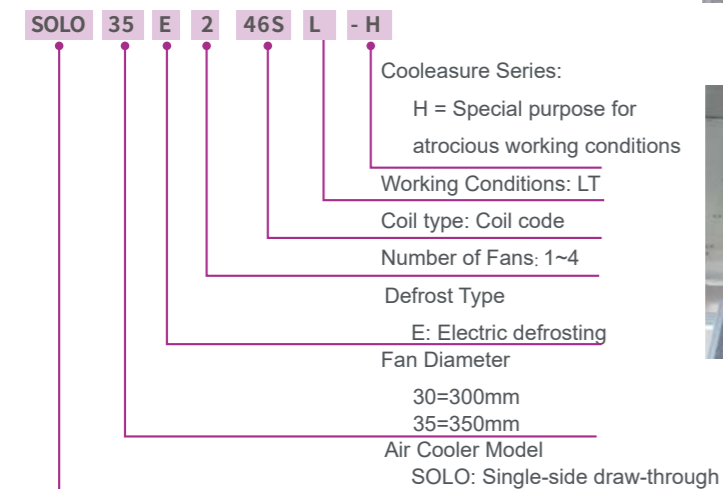 SOLO 35 E 2 46S L - H
Cooleasure Series:
H = Special purpose for
atrocious working conditions
Working Conditions: LT
Coil type: Coil code
Number of Fans: 1~4
Defrost Type
E: Electric defrosting
Fan Diameter
30=300mm
35=350mm
Air Cooler Model
SOLO: Single-side draw-through